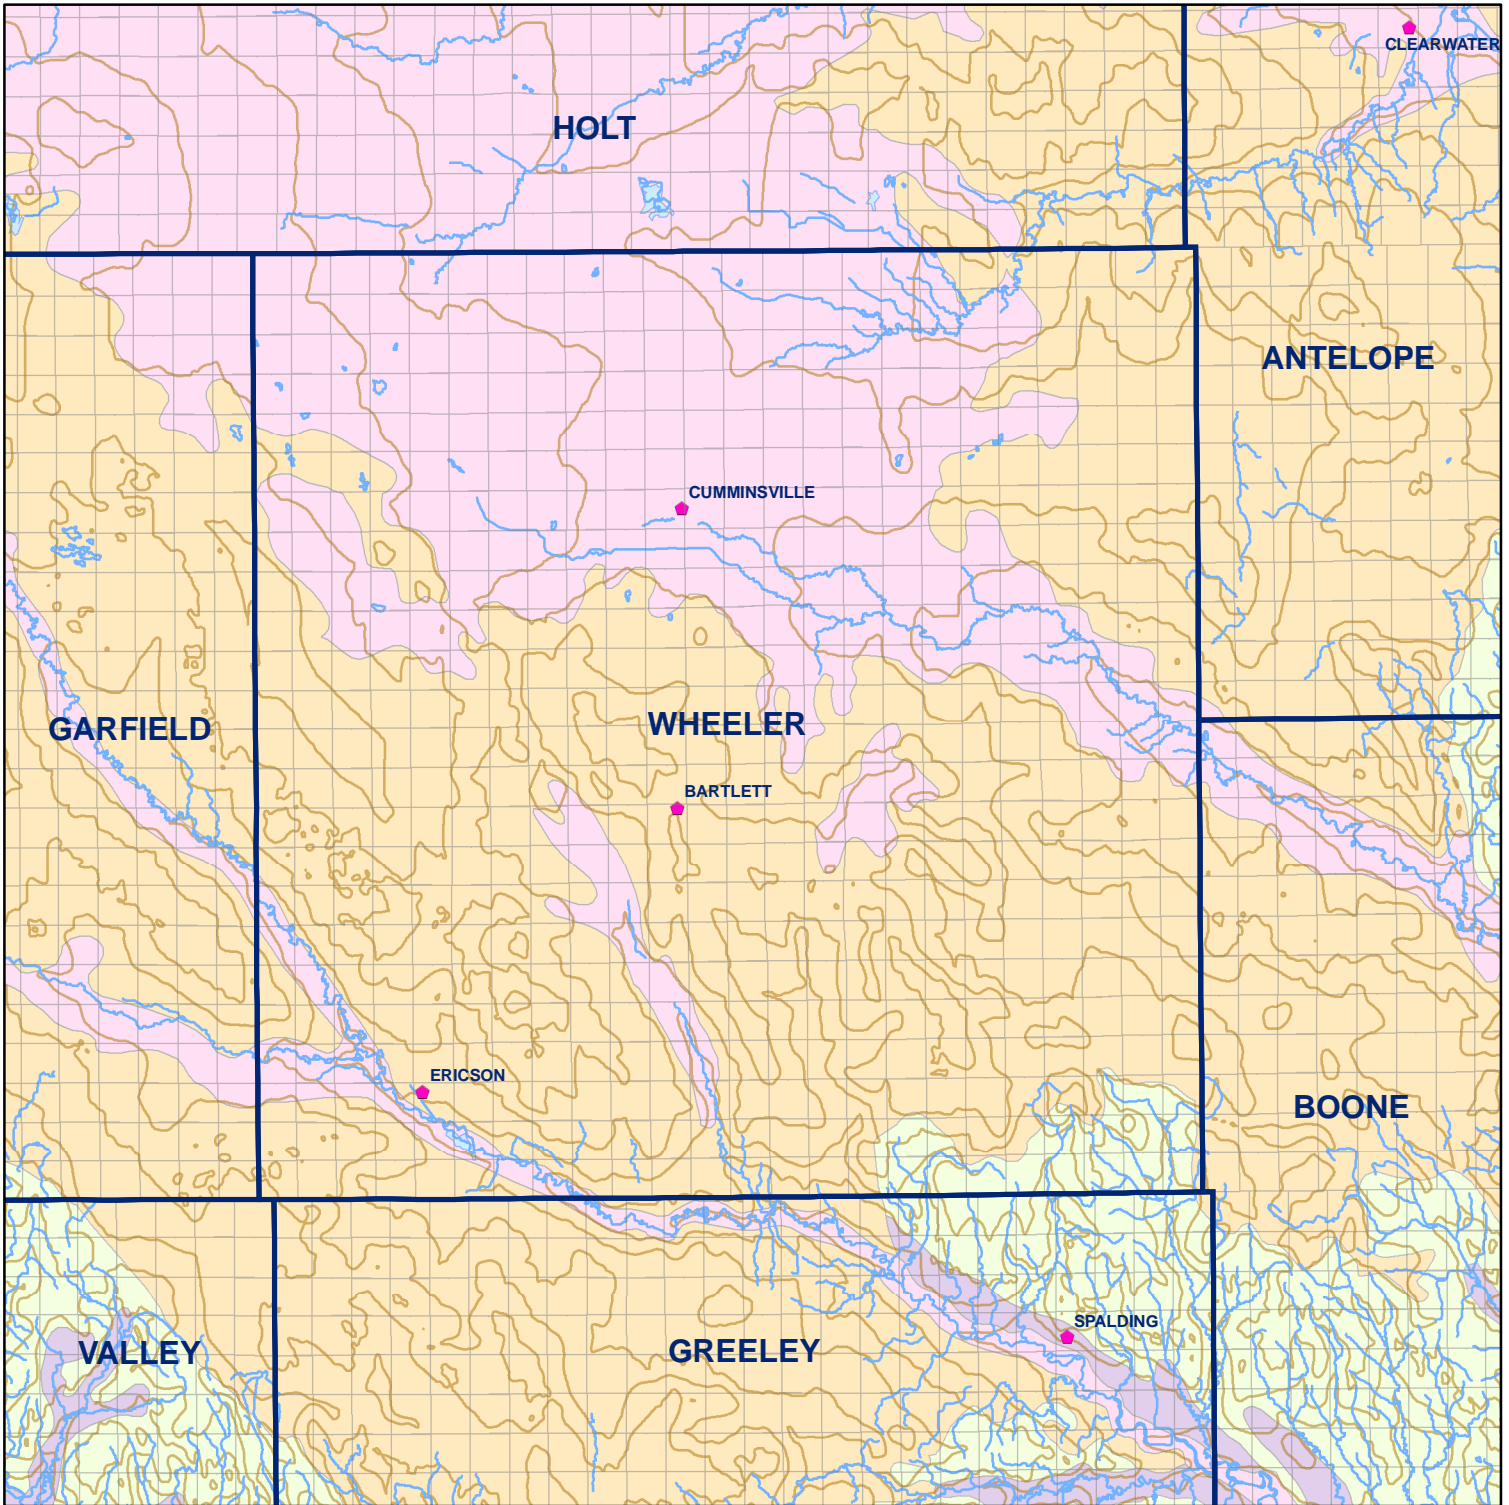 CLEARWATER
HOLT
ANTELOPE
CUMMINSVILLE
WHEELER
GARFIELD
BARTLETT
ERICSON
BOONE
SPALDING
GREELEY
VALLEY